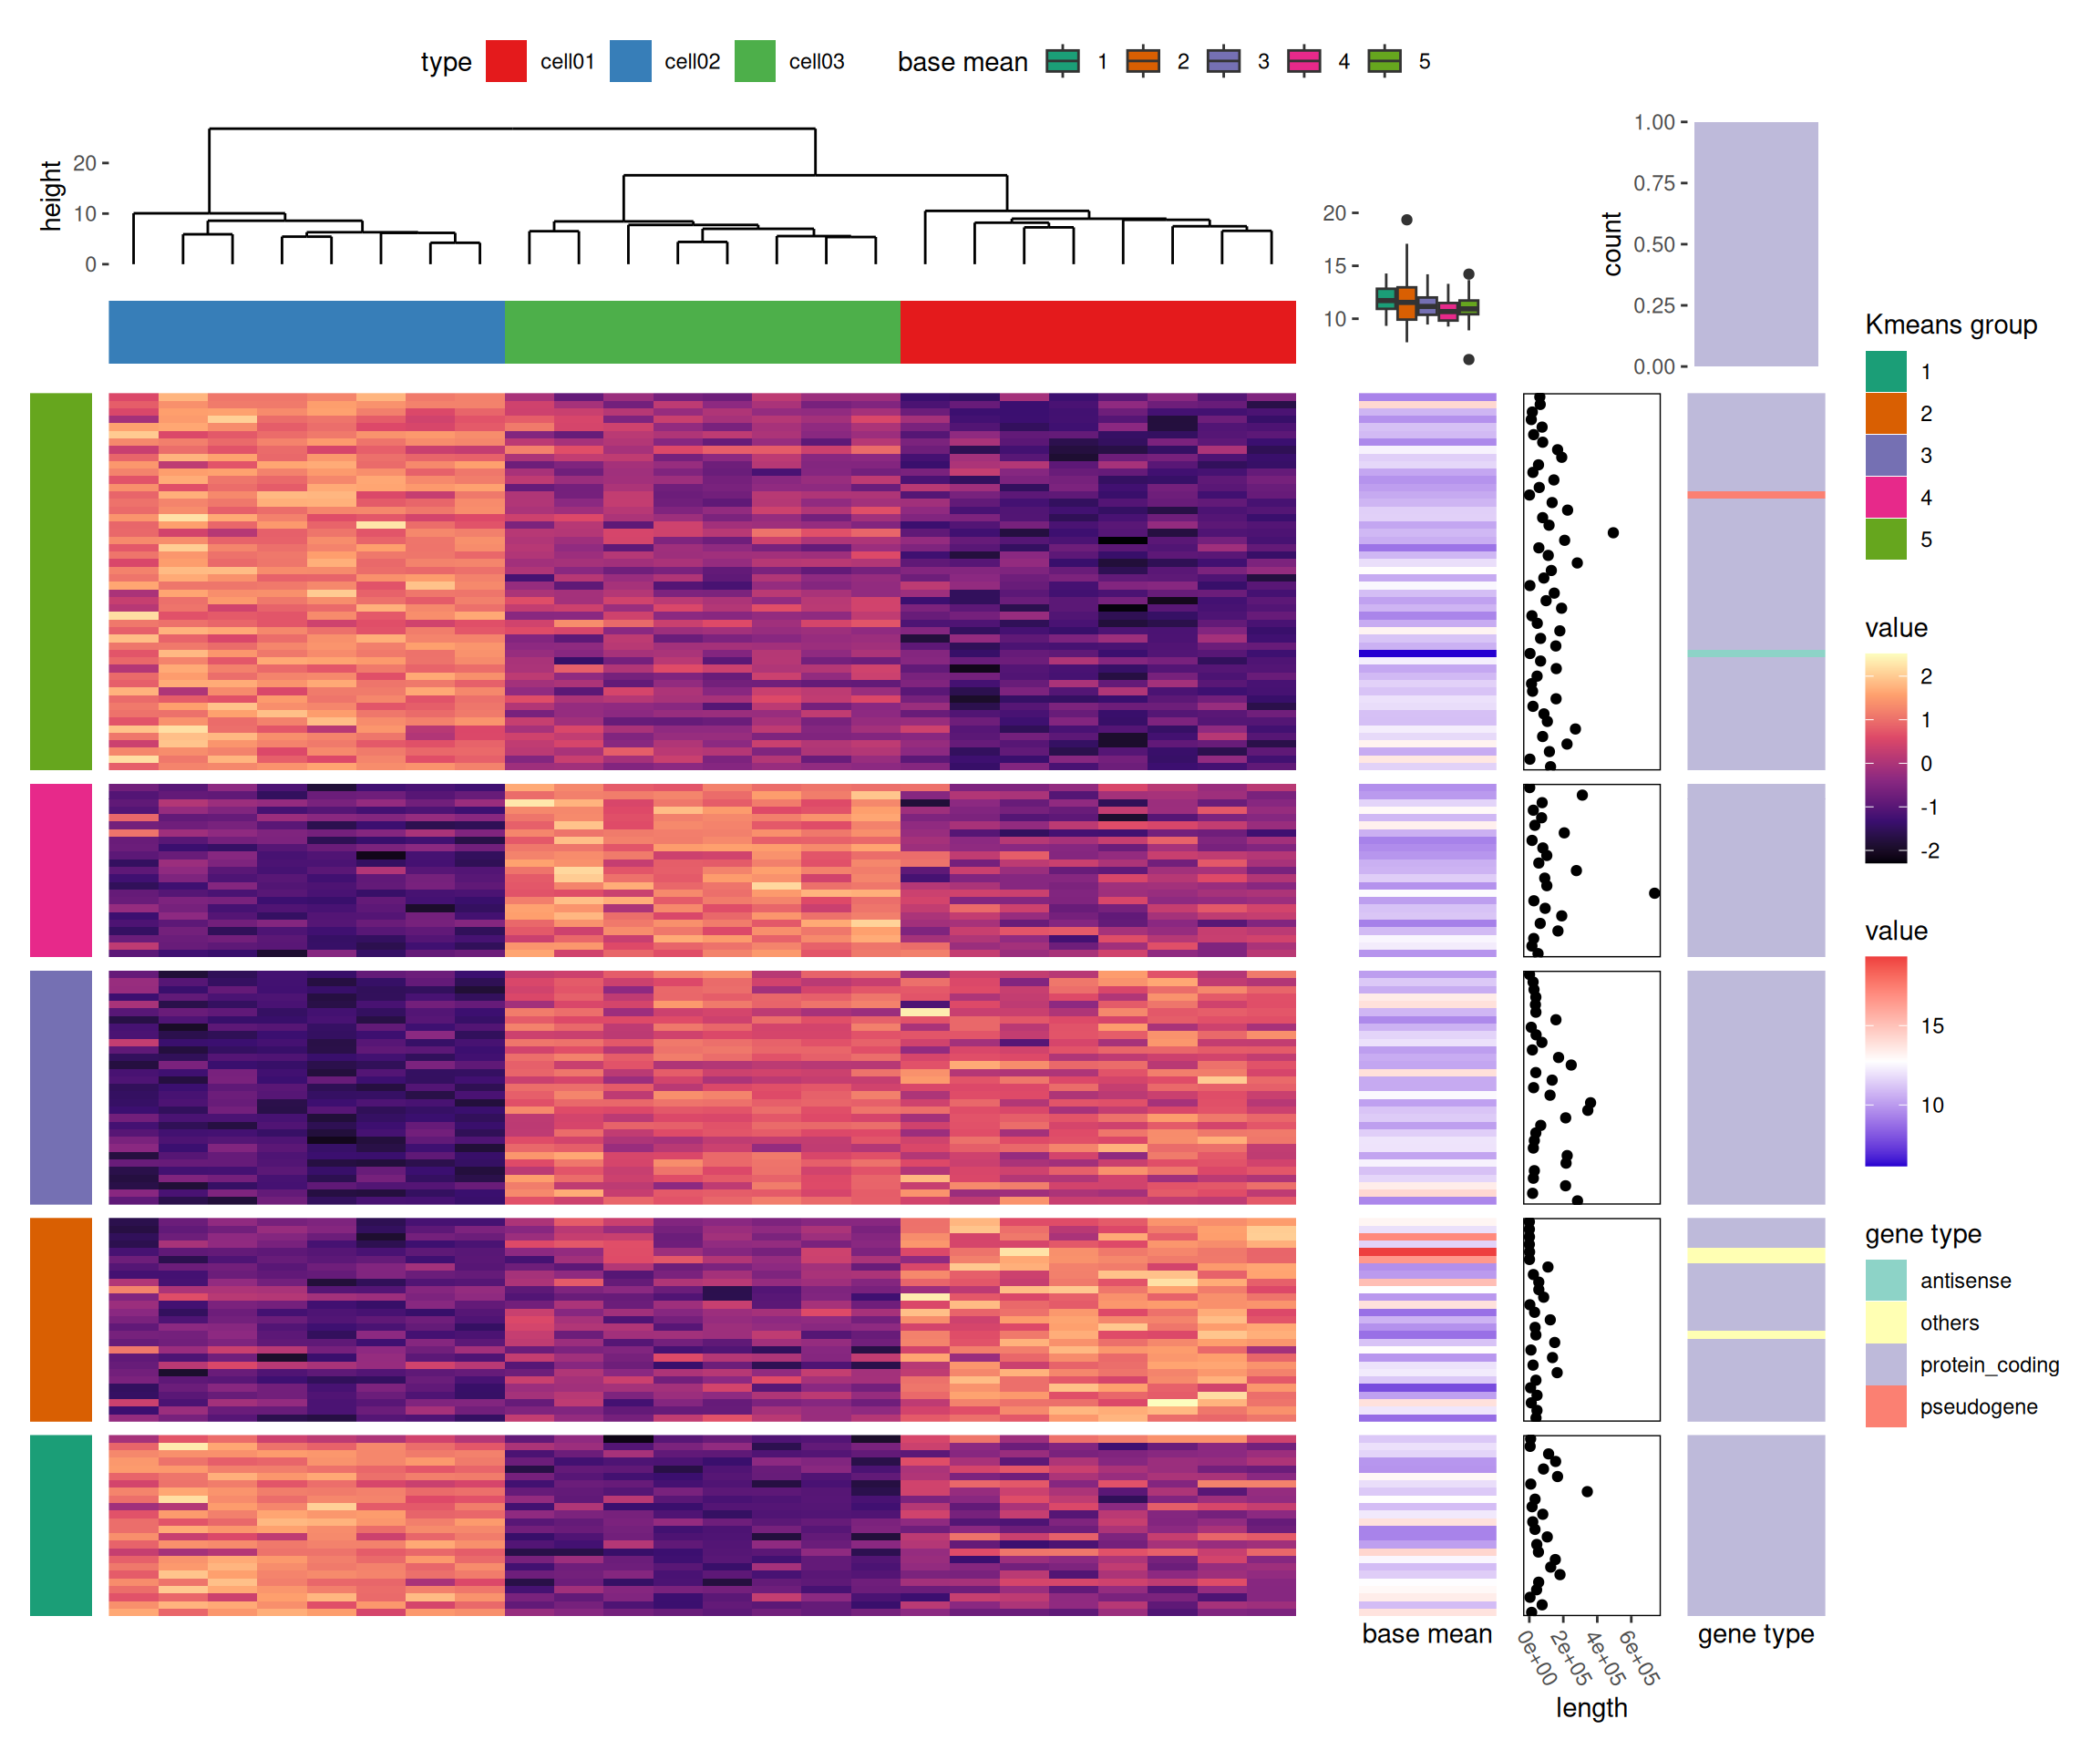 type cell01 cell02 cell03 base mean 1 2 3 4 5
height
20
10
0
20
15
10
count
1.00
0.75
0.50
0.25
0.00
Kmeans group
1
2
3
4
5
value
2
1
0
-1
-2
value
15
10
gene type
antisense
others
protein_coding
pseudogene
base mean
0e+00 2e+05 4e+05 6e+05
length
gene type